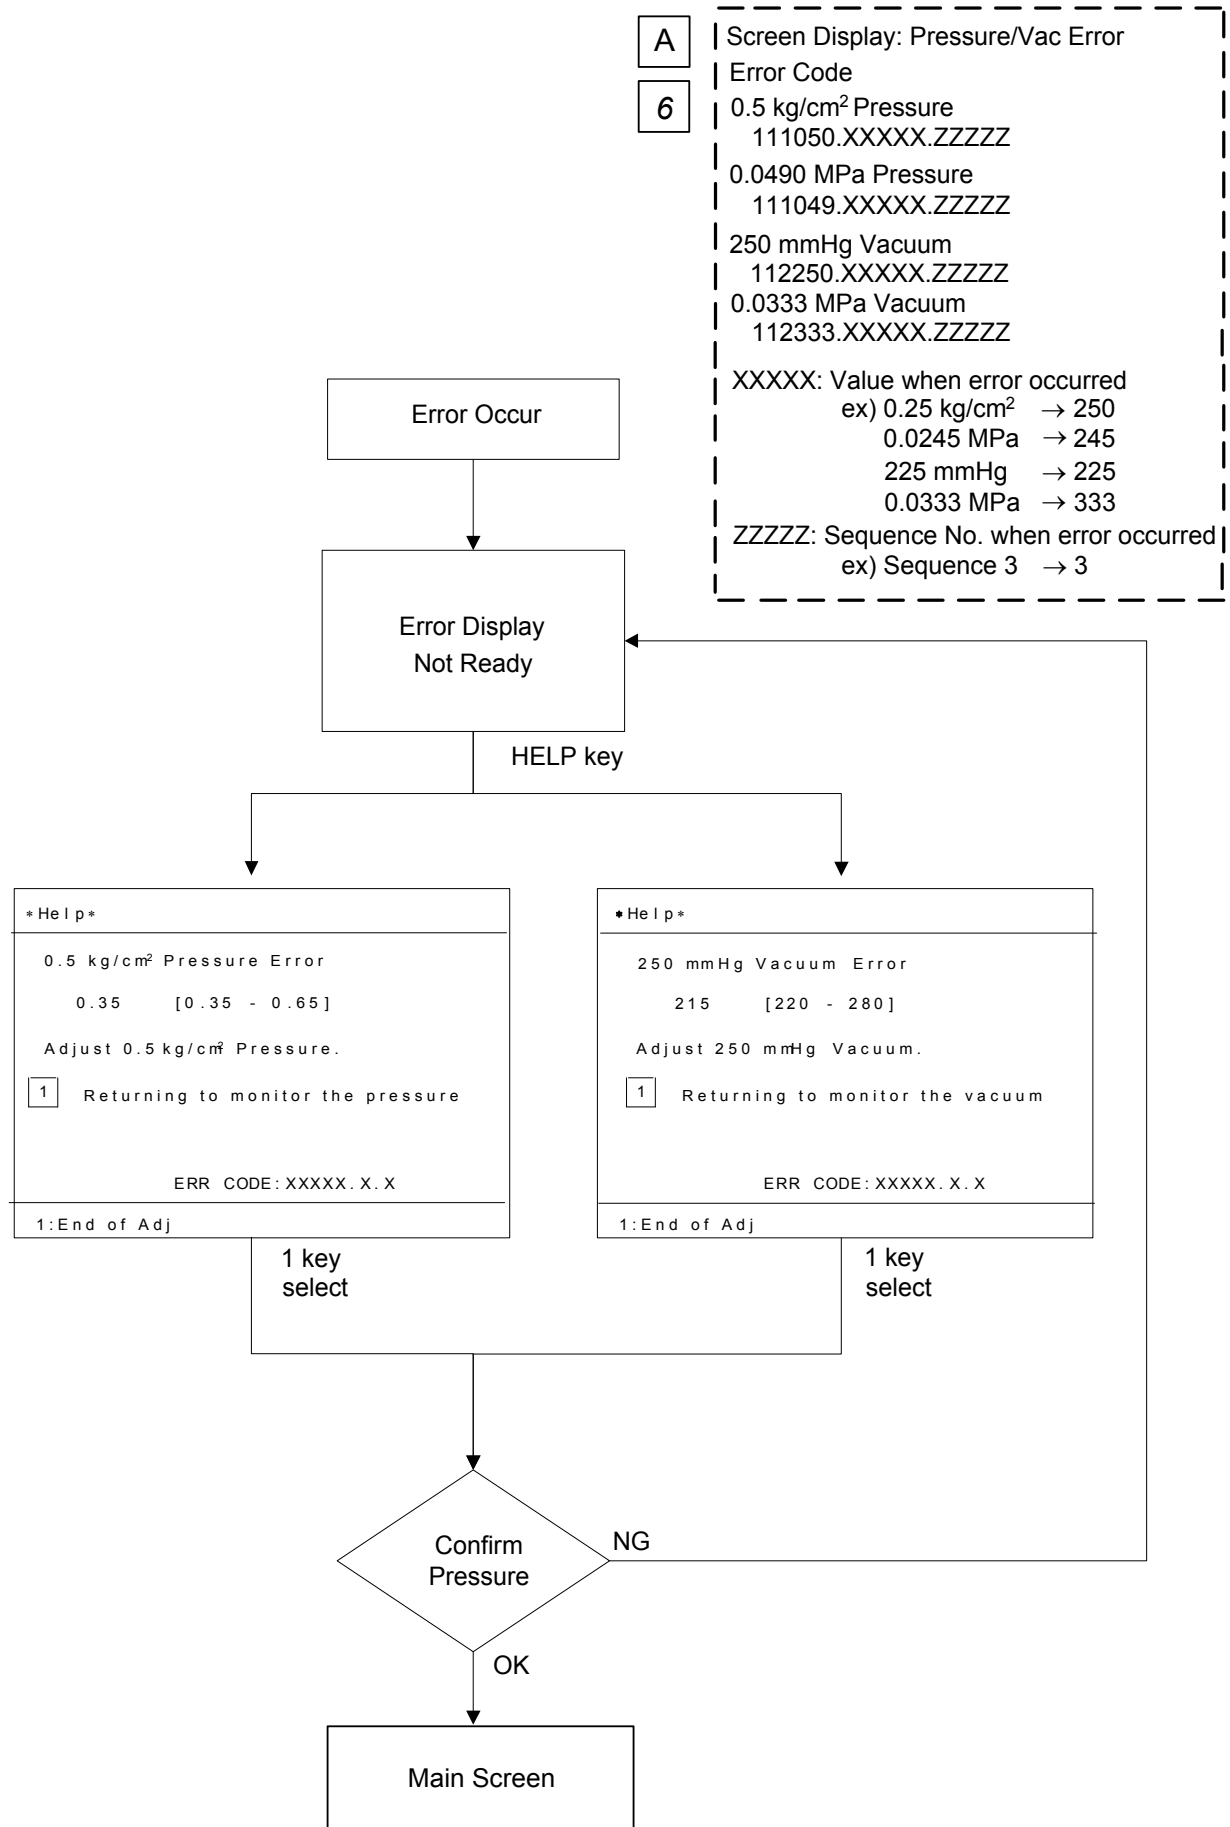 A
6
Screen Display: Pressure/Vac Error
Error Code
0.5 kg/cm² Pressure
111050.XXXXX.ZZZZZ
0.0490 MPa Pressure
111049.XXXXX.ZZZZZ
250 mmHg Vacuum
112250.XXXXX.ZZZZZ
0.0333 MPa Vacuum
112333.XXXXX.ZZZZZ
XXXXX: Value when error occurred
ex) 0.25 kg/cm² → 250
0.0245 MPa → 245
225 mmHg → 225
0.0333 MPa → 333
ZZZZZ: Sequence No. when error occurred
ex) Sequence 3 → 3
Error Occur
Error Display
Not Ready
HELP key
*Help*
0.5 kg/cm² Pressure Error
0.35 [0.35 - 0.65]
Adjust 0.5 kg/cm² Pressure.
1 Returning to monitor the pressure
ERR CODE: XXXXX. X. X
1:End of Adj
1 key
select
*Help*
250 mmHg Vacuum Error
215 [220 - 280]
Adjust 250 mmHg Vacuum.
1 Returning to monitor the vacuum
ERR CODE: XXXXX. X. X
1:End of Adj
1 key
select
Confirm
Pressure
NG
OK
Main Screen